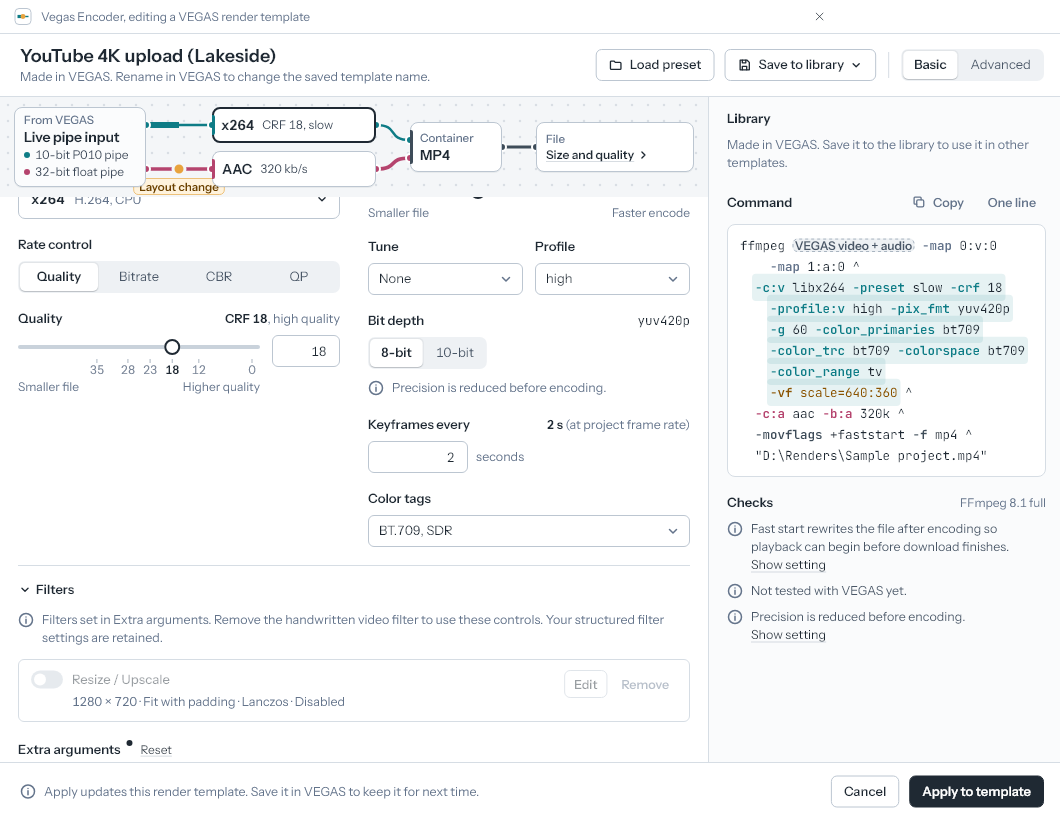 Vegas Encoder, editing a VEGAS render template
YouTube 4K upload (Lakeside)
Made in VEGAS. Rename in VEGAS to change the saved template name.
Load preset
Save to library
Basic
Advanced
From VEGAS
Live pipe input
10-bit P010 pipe
32-bit float pipe
Layout change
x264 CRF 18, slow
AAC 320 kb/s
Container
MP4
File
Size and quality
x264 H.264, CPU
Smaller file
Faster encode
Rate control
Quality
Bitrate
CBR
QP
Quality
CRF 18, high quality
18
35 28 23 18 12 0
Smaller file
Higher quality
Tune
None
Profile
high
Bit depth
yuv420p
8-bit
10-bit
Precision is reduced before encoding.
Keyframes every
2 s (at project frame rate)
2
seconds
Color tags
BT.709, SDR
Filters
Filters set in Extra arguments. Remove the handwritten video filter to use these controls. Your structured filter
settings are retained.
Resize / Upscale
1280 × 720 · Fit with padding · Lanczos · Disabled
Edit
Remove
Extra arguments
Reset
Library
Made in VEGAS. Save it to the library to use it in other
templates.
Command
Copy
One line
ffmpeg VEGAS video + audio -map 0:v:0
-map 1:a:0 ^
-c:v libx264 -preset slow -crf 18
-profile:v high -pix_fmt yuv420p
-g 60 -color_primaries bt709
-color_trc bt709 -colorspace bt709
-color_range tv
-vf scale=640:360 ^
-c:a aac -b:a 320k ^
-movflags +faststart -f mp4 ^
"D:\Renders\Sample project.mp4"
Checks
FFmpeg 8.1 full
Fast start rewrites the file after encoding so
playback can begin before download finishes.
Show setting
Not tested with VEGAS yet.
Precision is reduced before encoding.
Show setting
Apply updates this render template. Save it in VEGAS to keep it for next time.
Cancel
Apply to template